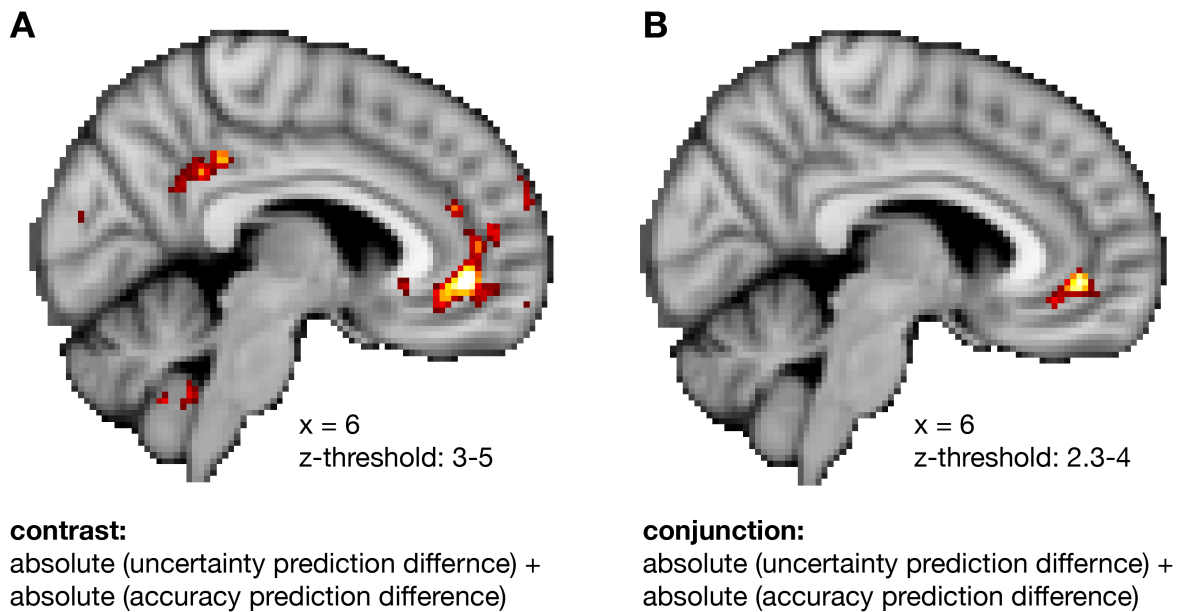 A
B
x = 6
z-threshold: 3-5
x = 6
z-threshold: 2.3-4
contrast:
absolute (uncertainty prediction differnce) +
absolute (accuracy prediction difference)
conjunction:
absolute (uncertainty prediction differnce) +
absolute (accuracy prediction difference)